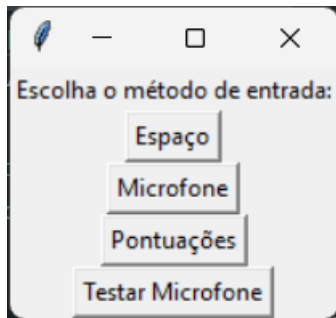 Escolha o método de entrada:
Espaço
Microfone
Pontuações
Testar Microfone